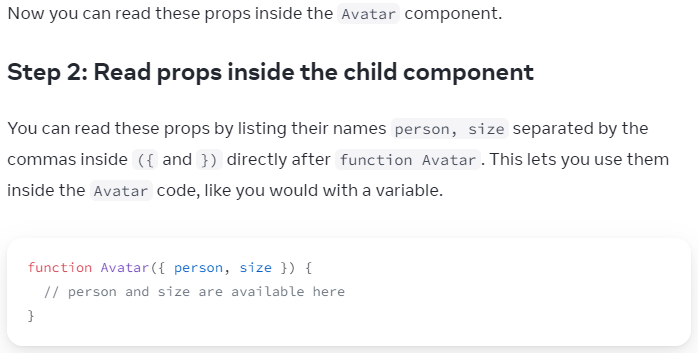 Now you can read these props inside the Avatar component.
Step 2: Read props inside the child component
You can read these props by listing their names person, size separated by the
commas inside ({ and }) directly after function Avatar. This lets you use them
inside the Avatar code, like you would with a variable.
function Avatar({ person, size }) {
  // person and size are available here
}